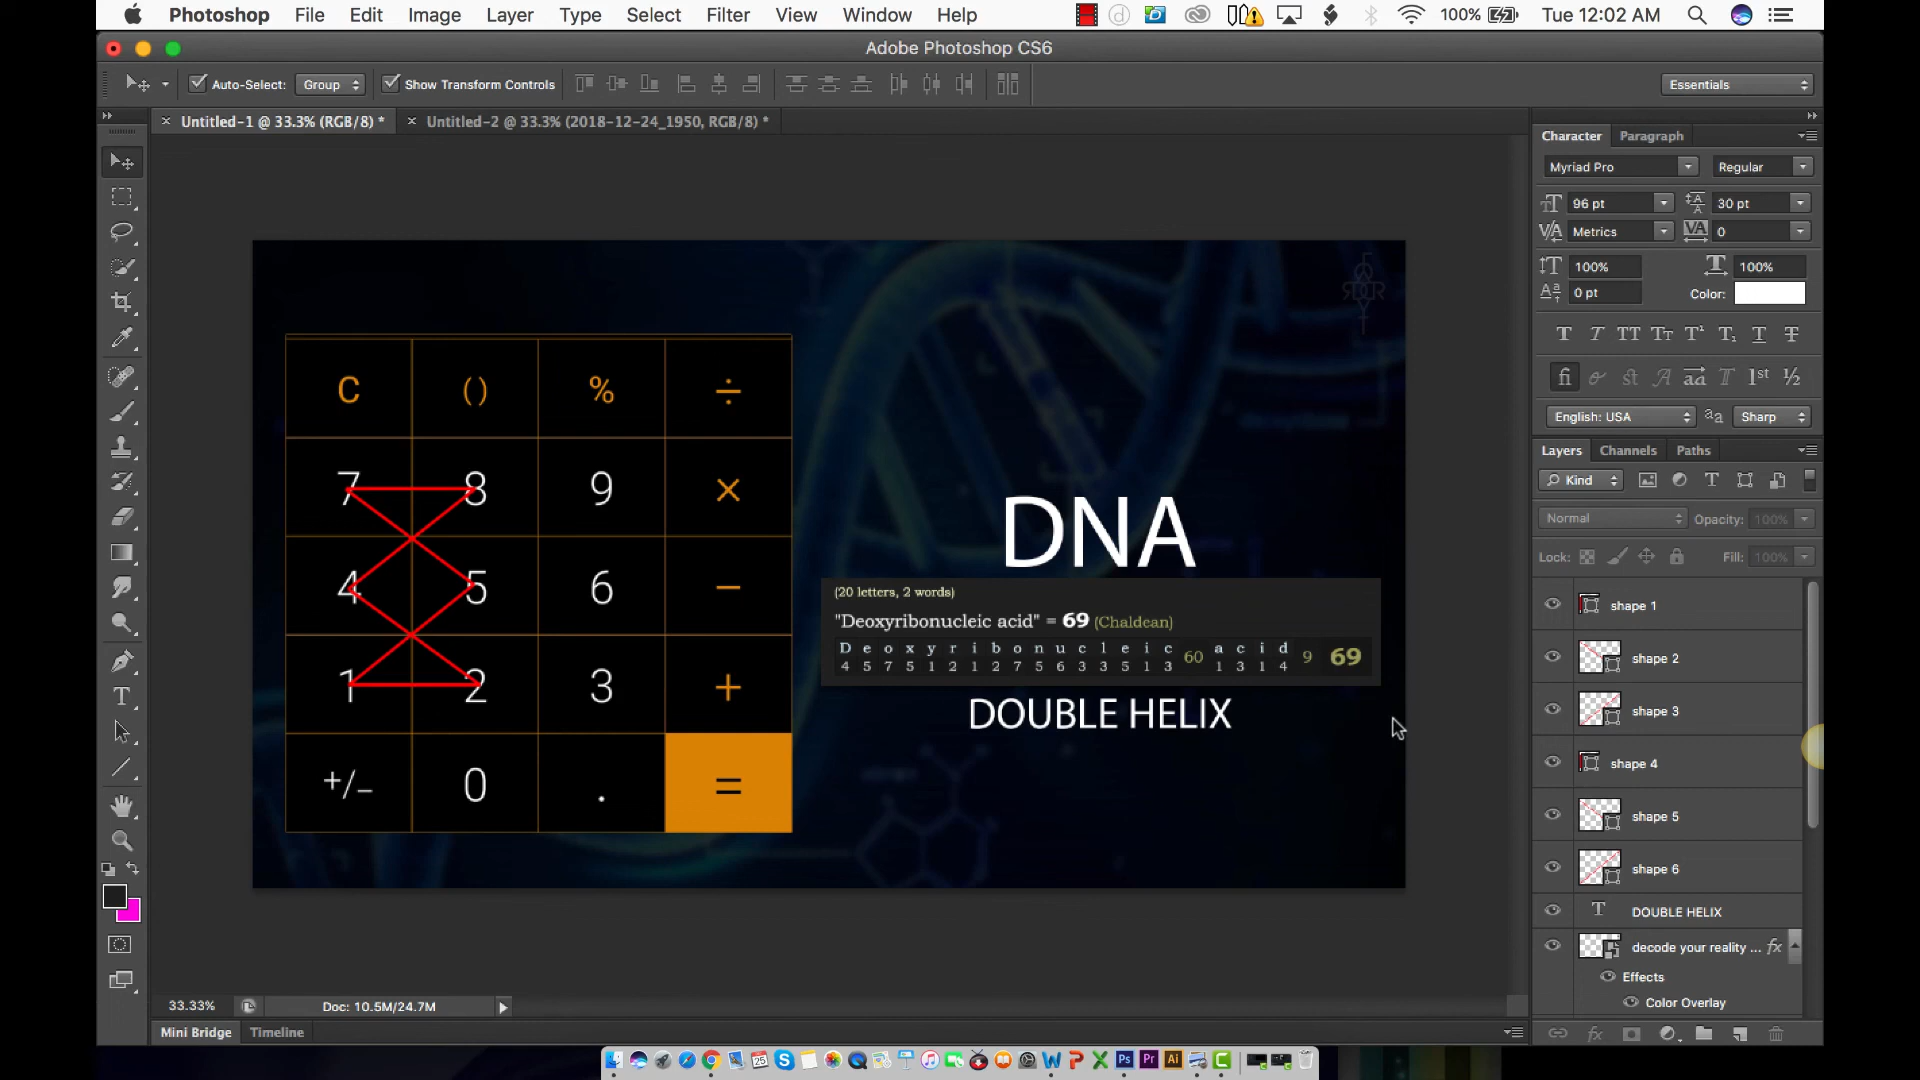 Photoshop File Edit Image Layer Type Select Filter View Window Help 100% Tue 12:02 AM
Adobe Photoshop CS6
Auto-Select: Group Show Transform Controls Essentials
× Untitled-1 @ 33.3% (RGB/8) * × Untitled-2 @ 33.3% (2018-12-24_1950, RGB/8) *
Character Paragraph
Myriad Pro Regular
96 pt 30 pt
Metrics 0
100% 100%
0 pt Color:
English: USA Sharp
Layers Channels Paths
Kind
Normal Opacity: 100%
Lock: Fill: 100%
shape 1
shape 2
shape 3
shape 4
shape 5
shape 6
DOUBLE HELIX
decode your reality ... fx
Effects
Color Overlay
C () % ÷
7 8 9 ×
4 5 6 −
1 2 3 +
+/− 0 . =
DNA
(20 letters, 2 words)
"Deoxyribonucleic acid" = 69 (Chaldean)
D e o x y r i b o n u c l e i c a c i d
4 5 7 5 1 2 1 2 7 5 6 3 3 5 1 3 60 1 3 1 4 9 69
DOUBLE HELIX
33.33% Doc: 10.5M/24.7M
Mini Bridge Timeline